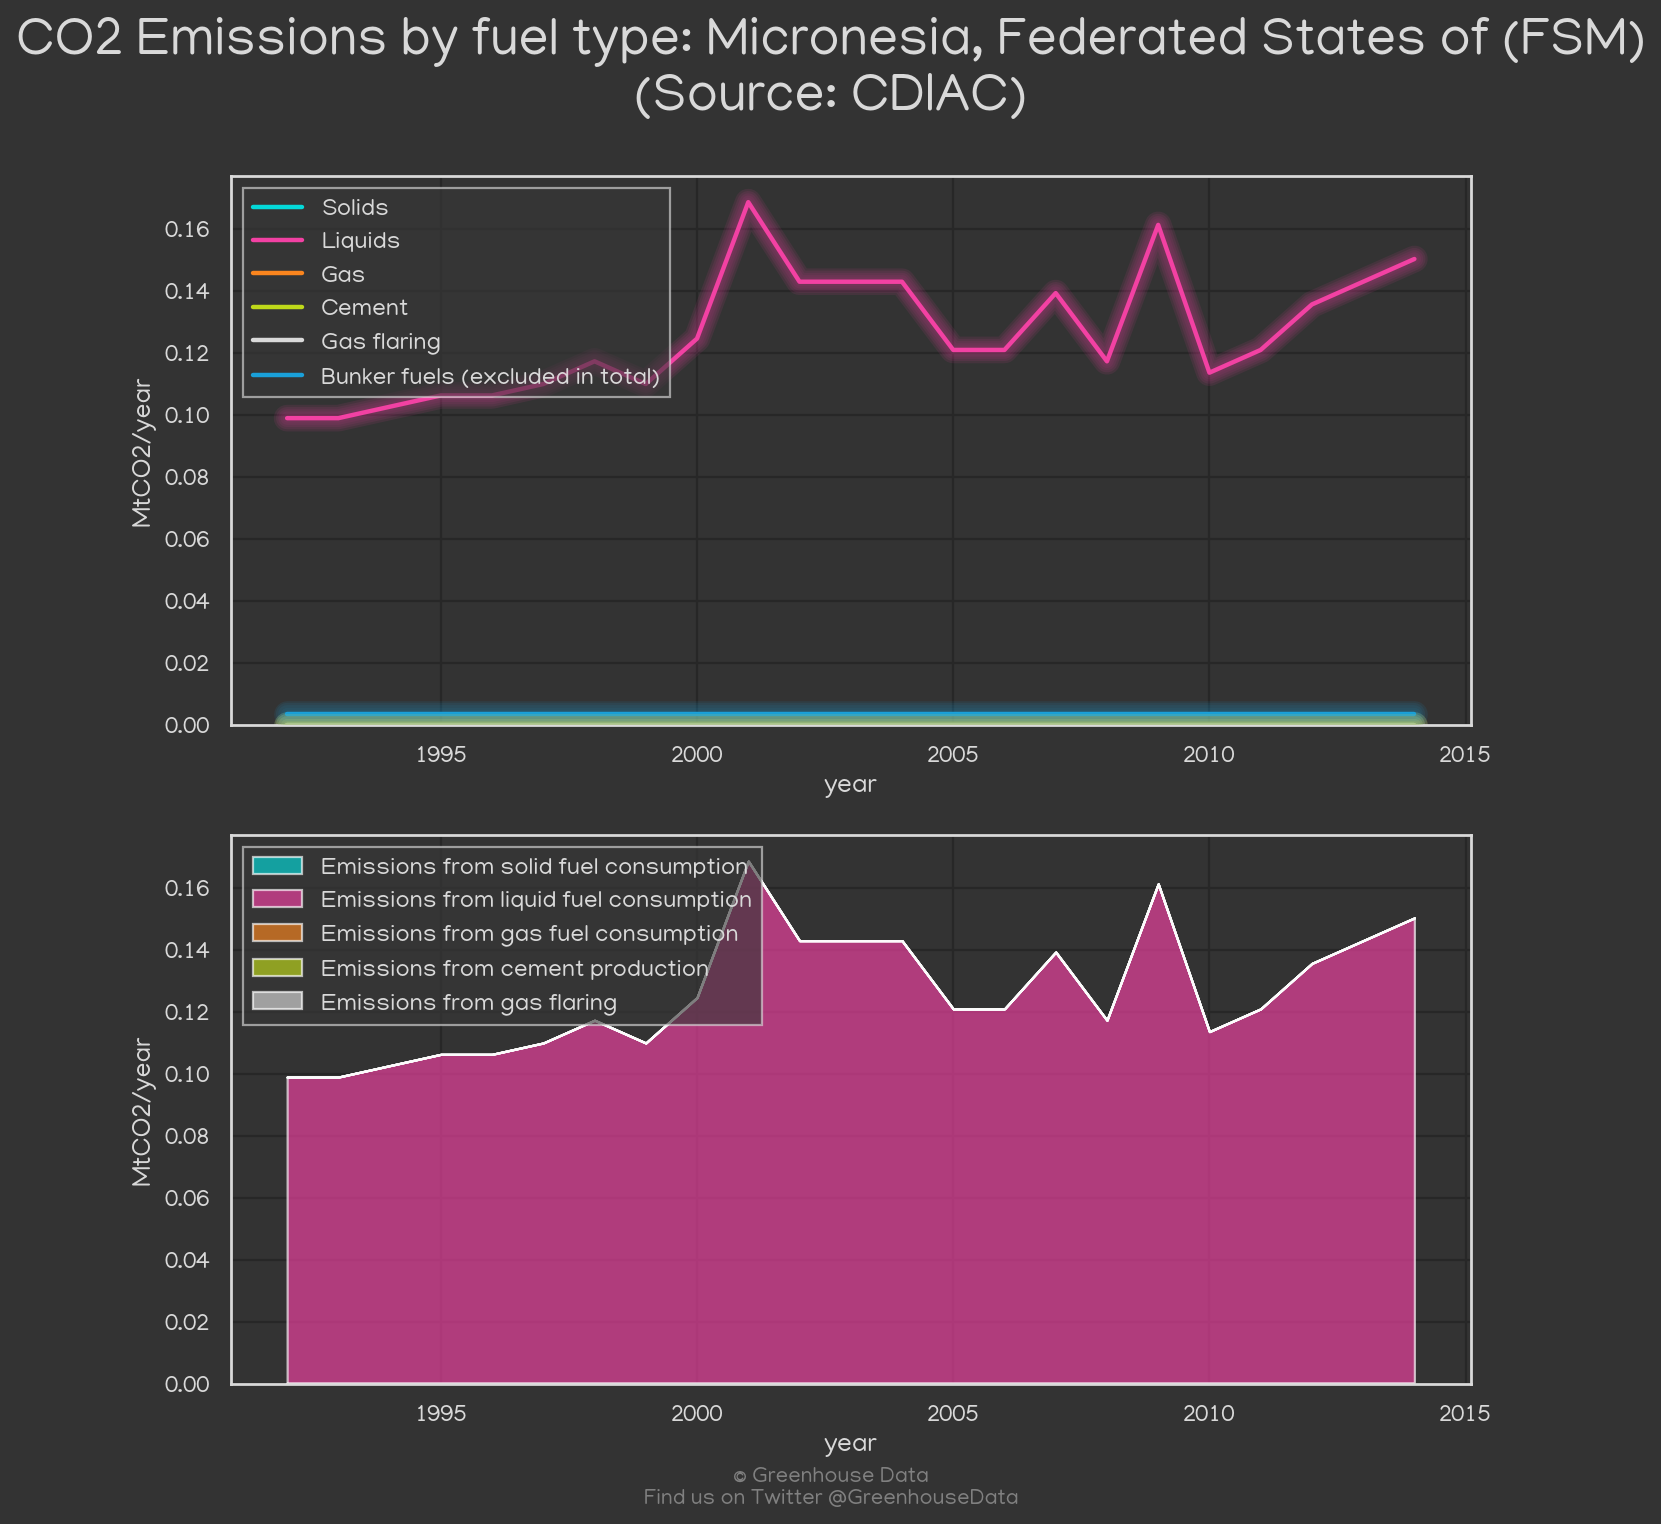 CO2 Emissions by fuel type: Micronesia, Federated States of (FSM)
(Source: CDIAC)
Solids
Liquids
Gas
Cement
Gas flaring
Bunker fuels (excluded in total)
0.16
0.14
0.12
0.10
0.08
0.06
0.04
0.02
0.00
MtCO2/year
1995 2000 2005 2010 2015
year
Emissions from solid fuel consumption
Emissions from liquid fuel consumption
Emissions from gas fuel consumption
Emissions from cement production
Emissions from gas flaring
0.16
0.14
0.12
0.10
0.08
0.06
0.04
0.02
0.00
MtCO2/year
1995 2000 2005 2010 2015
year
© Greenhouse Data
Find us on Twitter @GreenhouseData